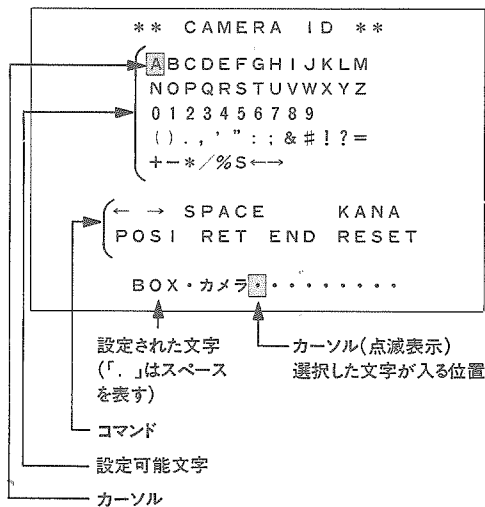 ** CAMERA ID **
ABCDEFGHIJKLM
NOPQRSTUVWXYZ
0123456789
().,'":;&#!?=
+-*/%S←→
← → SPACE KANA
POSI RET END RESET
BOX・カメラ・・・・・・・・・
設定された文字
(「.」はスペース
を表す)
カーソル(点滅表示)
選択した文字が入る位置
コマンド
設定可能文字
カーソル